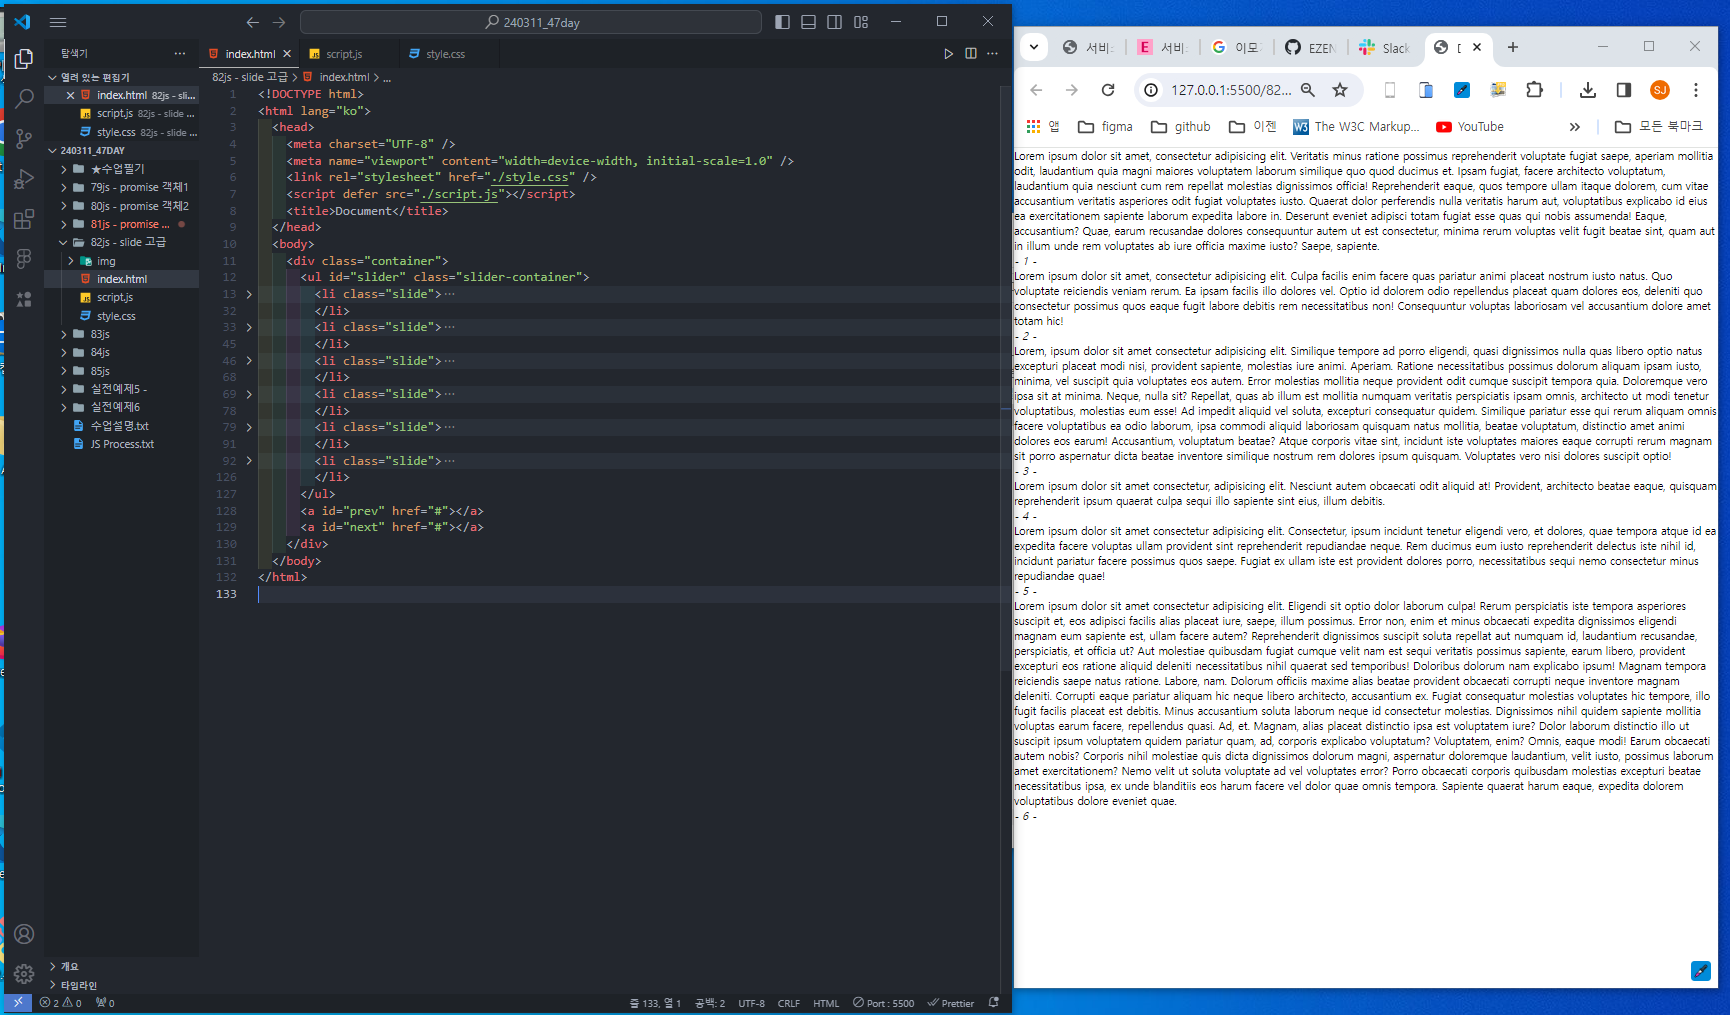 240311_47day
탐색기
index.html
script.js
style.css
열려 있는 편집기
82js - slide 고급 > index.html > ...
index.html 82js - sli...
script.js 82js - slide ...
style.css 82js - slide ...
240311_47DAY
★수업필기
79js - promise 객체1
80js - promise 객체2
81js - promise ...
82js - slide 고급
img
index.html
script.js
style.css
83js
84js
85js
실전예제5 -
실전예제6
수업설명.txt
JS Process.txt
개요
타임라인
1 <!DOCTYPE html>
2 <html lang="ko">
3 <head>
4 <meta charset="UTF-8" />
5 <meta name="viewport" content="width=device-width, initial-scale=1.0" />
6 <link rel="stylesheet" href="./style.css" />
7 <script defer src="./script.js"></script>
8 <title>Document</title>
9 </head>
10 <body>
11 <div class="container">
12 <ul id="slider" class="slider-container">
13 <li class="slide">...
32 </li>
33 <li class="slide">...
45 </li>
46 <li class="slide">...
68 </li>
69 <li class="slide">...
78 </li>
79 <li class="slide">...
91 </li>
92 <li class="slide">...
126 </li>
127 </ul>
128 <a id="prev" href="#"></a>
129 <a id="next" href="#"></a>
130 </div>
131 </body>
132 </html>
133
2 0 0
줄 133, 열 1 공백: 2 UTF-8 CRLF HTML Port : 5500 Prettier
서비 서비 이모 EZEN Slack
127.0.0.1:5500/82...
SJ
앱 figma github 이젠 The W3C Markup... YouTube » 모든 북마크
Lorem ipsum dolor sit amet, consectetur adipisicing elit. Veritatis minus ratione possimus reprehenderit voluptate fugiat saepe, aperiam mollitia
odit, laudantium quia magni maiores voluptatem laborum similique quo quod ducimus et. Ipsam fugiat, facere architecto voluptatum,
laudantium quia nesciunt cum rem repellat molestias dignissimos officia! Reprehenderit eaque, quos tempore ullam itaque dolorem, cum vitae
accusantium veritatis asperiores odit fugiat voluptates iusto. Quaerat dolor perferendis nulla veritatis harum aut, voluptatibus explicabo id eius
ea exercitationem sapiente laborum expedita labore in. Deserunt eveniet adipisci totam fugiat esse quas qui nobis assumenda! Eaque,
accusantium? Quae, earum recusandae dolores consequuntur autem ut est consectetur, minima rerum voluptas velit fugit beatae sint, quam aut
in illum unde rem voluptates ab iure officia maxime iusto? Saepe, sapiente.
- 1 -
Lorem ipsum dolor sit amet, consectetur adipisicing elit. Culpa facilis enim facere quas pariatur animi placeat nostrum iusto natus. Quo
voluptate reiciendis veniam rerum. Ea ipsam facilis illo dolores vel. Optio id dolorem odio repellendus placeat quam dolores eos, deleniti quo
consectetur possimus quos eaque fugit labore debitis rem necessitatibus non! Consequuntur voluptas laboriosam vel accusantium dolore amet
totam hic!
- 2 -
Lorem, ipsum dolor sit amet consectetur adipisicing elit. Similique tempore ad porro eligendi, quasi dignissimos nulla quas libero optio natus
excepturi placeat modi nisi, provident sapiente, molestias iure animi. Aperiam. Ratione necessitatibus possimus dolorum aliquam ipsam iusto,
minima, vel suscipit quia voluptates eos autem. Error molestias mollitia neque provident odit cumque suscipit tempora quia. Doloremque vero
ipsa sit at minima. Neque, nulla sit? Repellat, quas ab illum est mollitia numquam veritatis perspiciatis ipsam omnis, architecto ut modi tenetur
voluptatibus, molestias eum esse! Ad impedit aliquid vel soluta, excepturi consequatur quidem. Similique pariatur esse qui rerum aliquam omnis
facere voluptatibus ea odio laborum, ipsa commodi aliquid laboriosam quisquam natus mollitia, beatae voluptatum, distinctio amet animi
dolores eos earum! Accusantium, voluptatum beatae? Atque corporis vitae sint, incidunt iste voluptates maiores eaque corrupti rerum magnam
sit porro aspernatur dicta beatae inventore similique nostrum rem dolores ipsum quisquam. Voluptates vero nisi dolores suscipit optio!
- 3 -
Lorem ipsum dolor sit amet consectetur, adipisicing elit. Nesciunt autem obcaecati odit aliquid at! Provident, architecto beatae eaque, quisquam
reprehenderit ipsum quaerat culpa sequi illo sapiente sint eius, illum debitis.
- 4 -
Lorem ipsum dolor sit amet consectetur adipisicing elit. Consectetur, ipsum incidunt tenetur eligendi vero, et dolores, quae tempora atque id ea
expedita facere voluptas ullam provident sint reprehenderit repudiandae neque. Rem ducimus eum iusto reprehenderit delectus iste nihil id,
incidunt pariatur facere possimus quos saepe. Fugiat ex ullam iste est provident dolores porro, necessitatibus sequi nemo consectetur minus
repudiandae quae!
- 5 -
Lorem ipsum dolor sit amet consectetur adipisicing elit. Eligendi sit optio dolor laborum culpa! Rerum perspiciatis iste tempora asperiores
suscipit et, eos adipisci facilis alias placeat iure, saepe, illum possimus. Error non, enim et minus obcaecati expedita dignissimos eligendi
magnam eum sapiente est, ullam facere autem? Reprehenderit dignissimos suscipit soluta repellat aut numquam id, laudantium recusandae,
perspiciatis, et officia ut? Aut molestiae quibusdam fugiat cumque velit nam est sequi veritatis possimus sapiente, earum libero, provident
excepturi eos ratione aliquid deleniti necessitatibus nihil quaerat sed temporibus! Doloribus dolorum nam explicabo ipsum! Magnam tempora
reiciendis saepe natus ratione. Labore, nam. Dolorum officiis maxime alias beatae provident obcaecati corrupti neque inventore magnam
deleniti. Corrupti eaque pariatur aliquam hic neque libero architecto, accusantium ex. Fugiat consequatur molestias voluptates hic tempore, illo
fugit facilis placeat est debitis. Minus accusantium soluta laborum neque id consectetur molestias. Dignissimos nihil quidem sapiente mollitia
voluptas earum facere, repellendus quasi. Ad, et. Magnam, alias placeat distinctio ipsa est voluptatem iure? Dolor laborum distinctio illo ut
suscipit ipsum voluptatem quidem pariatur quam, ad, corporis explicabo voluptatum? Voluptatem, enim? Omnis, eaque modi! Earum obcaecati
autem nobis? Corporis nihil molestiae quis dicta dignissimos dolorum magni, aspernatur doloremque laudantium, velit iusto, possimus laborum
amet exercitationem? Nemo velit ut soluta voluptate ad vel voluptates error? Porro obcaecati corporis quibusdam molestias excepturi beatae
necessitatibus ipsa, ex unde blanditiis eos harum facere vel dolor quae omnis tempora. Sapiente quaerat harum eaque, expedita dolorem
voluptatibus dolore eveniet quae.
- 6 -